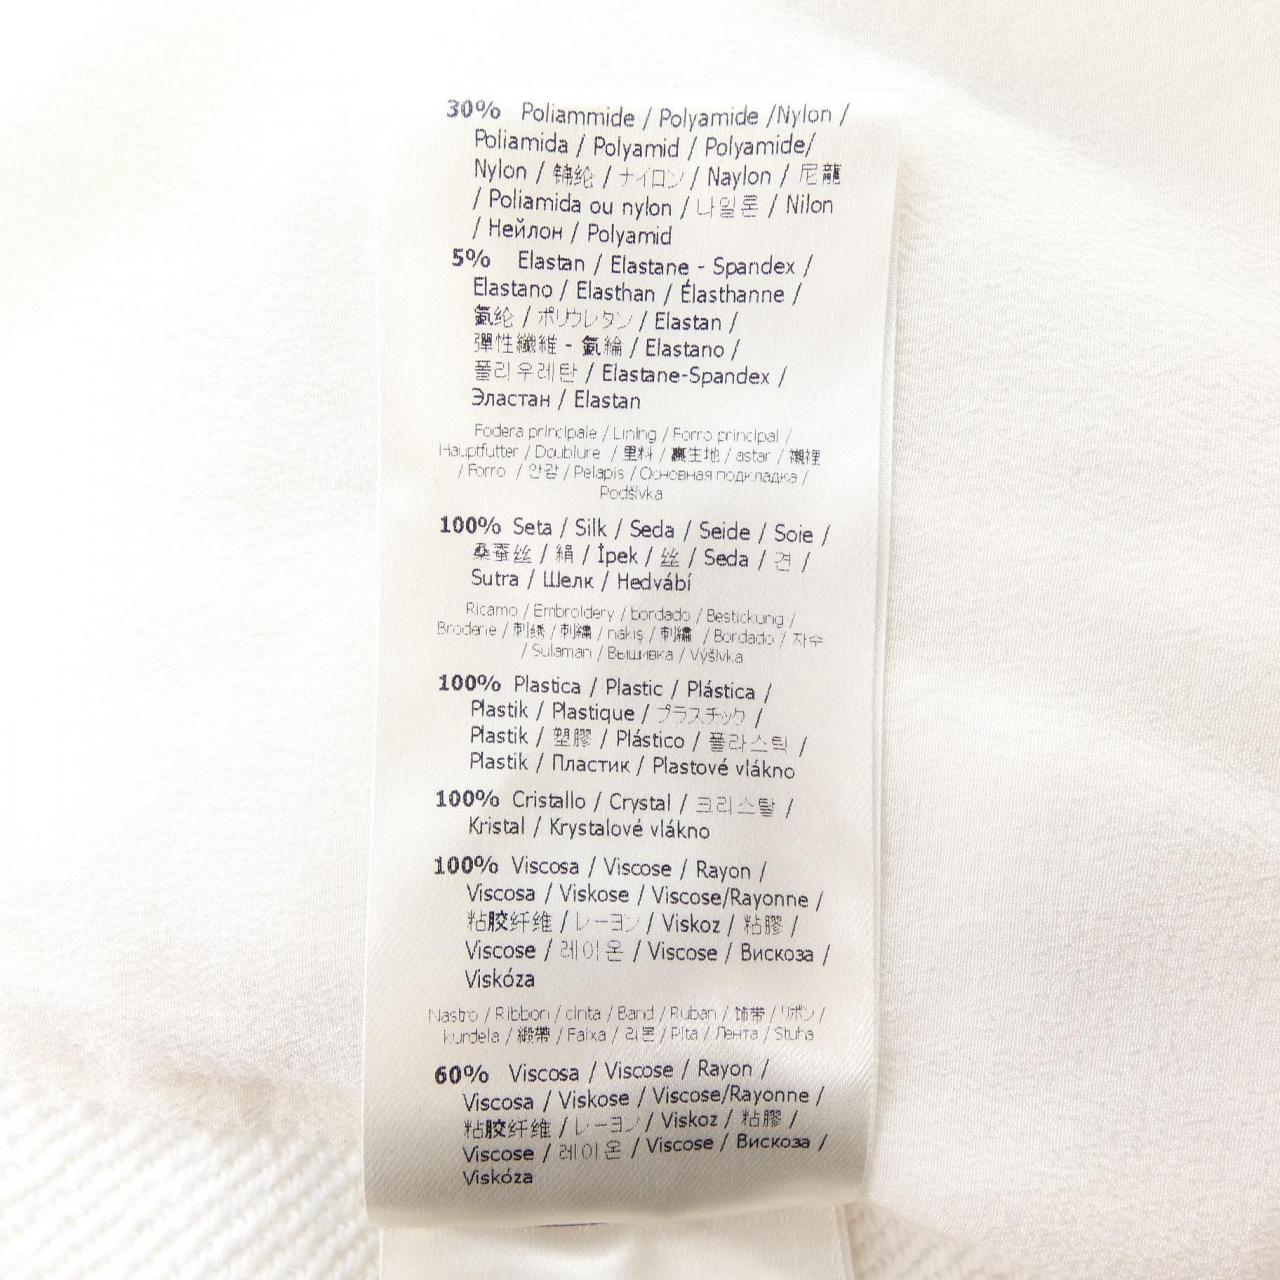 30% Poliammide / Polyamide /Nylon /
Poliamida / Polyamid / Polyamide/
Nylon / 锦纶 / ナイロン / Naylon / 尼龍
/ Poliamida ou nylon / 나일론 / Nilon
/ Нейлон / Polyamid
5% Elastan / Elastane - Spandex /
Elastano / Elasthan / Élasthanne /
氨纶 / ポリウレタン / Elastan /
彈性纖維 - 氨綸 / Elastano /
폴리우레탄 / Elastane-Spandex /
Эластан / Elastan
Fodera principale / Lining / Forro principal /
Hauptfutter / Doublure / 里料 / 裏生地 / astar / 襯裡
/ Forro / 안감 / Pelapis / Основная подкладка /
Podšívka
100% Seta / Silk / Seda / Seide / Soie /
桑蚕丝 / 絹 / İpek / 丝 / Seda / 견 /
Sutra / Шелк / Hedvábí
Ricamo / Embroidery / bordado / Bestickung /
Broderie / 刺绣 / 刺繍 / nakış / 刺繡 / Bordado / 자수
/ Sulaman / Вышивка / Výšivka
100% Plastica / Plastic / Plástica /
Plastik / Plastique / プラスチック /
Plastik / 塑膠 / Plástico / 플라스틱 /
Plastik / Пластик / Plastové vlákno
100% Cristallo / Crystal / 크리스탈 /
Kristal / Krystalové vlákno
100% Viscosa / Viscose / Rayon /
Viscosa / Viskose / Viscose/Rayonne /
粘胶纤维 / レーヨン / Viskoz / 粘膠 /
Viscose / 레이온 / Viscose / Вискоза /
Viskóza
Nastro / Ribbon / cinta / Band / Ruban / 饰带 / リボン /
kurdela / 緞帶 / Faixa / 리본 / Pita / Лента / Stuha
60% Viscosa / Viscose / Rayon /
Viscosa / Viskose / Viscose/Rayonne /
粘胶纤维 / レーヨン / Viskoz / 粘膠 /
Viscose / 레이온 / Viscose / Вискоза /
Viskóza